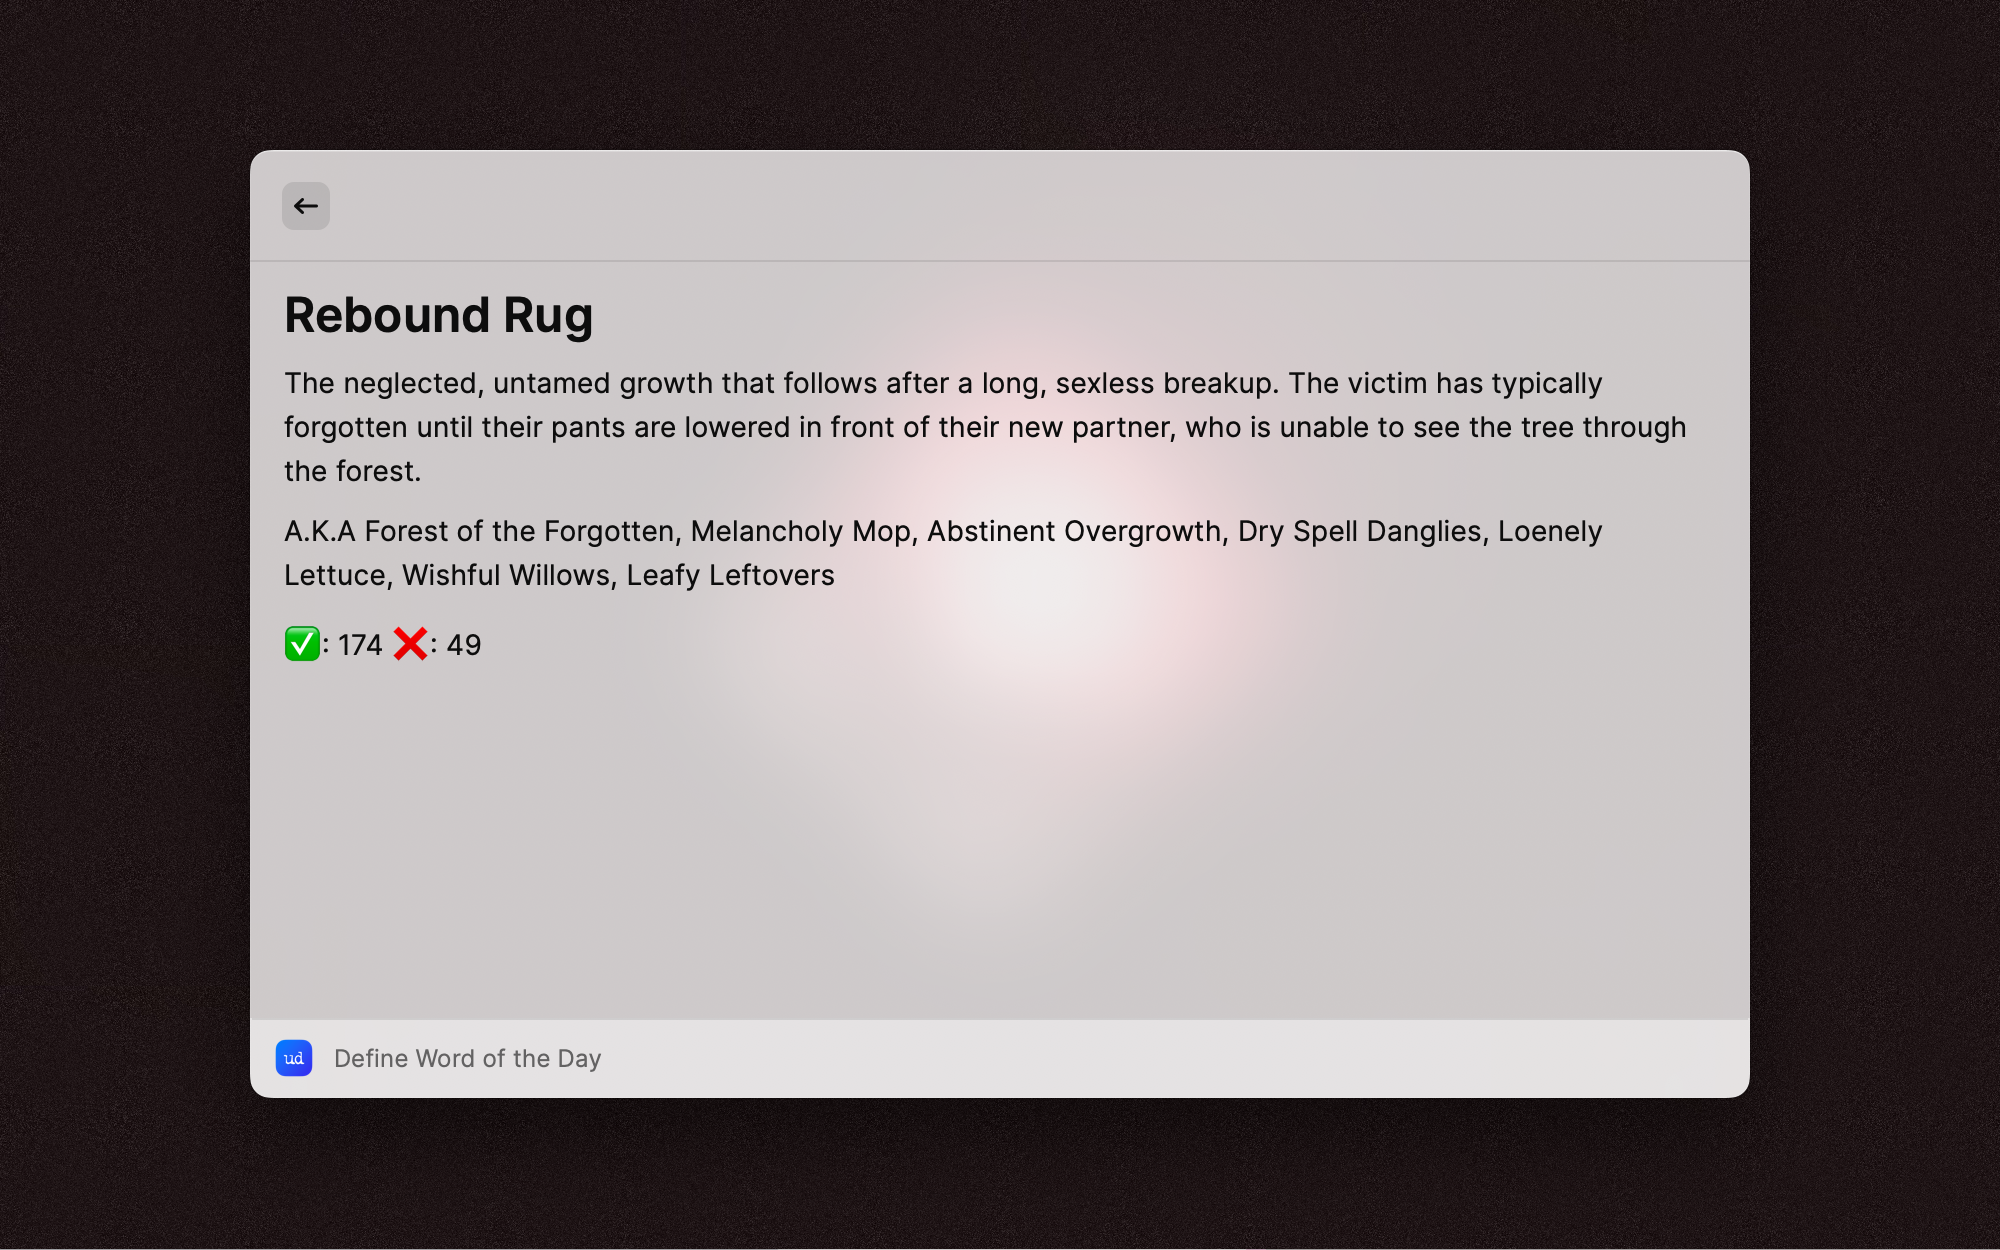 Rebound Rug
The neglected, untamed growth that follows after a long, sexless breakup. The victim has typically
forgotten until their pants are lowered in front of their new partner, who is unable to see the tree through
the forest.
A.K.A Forest of the Forgotten, Melancholy Mop, Abstinent Overgrowth, Dry Spell Danglies, Loenely
Lettuce, Wishful Willows, Leafy Leftovers
✅: 174 ❌: 49
ud Define Word of the Day